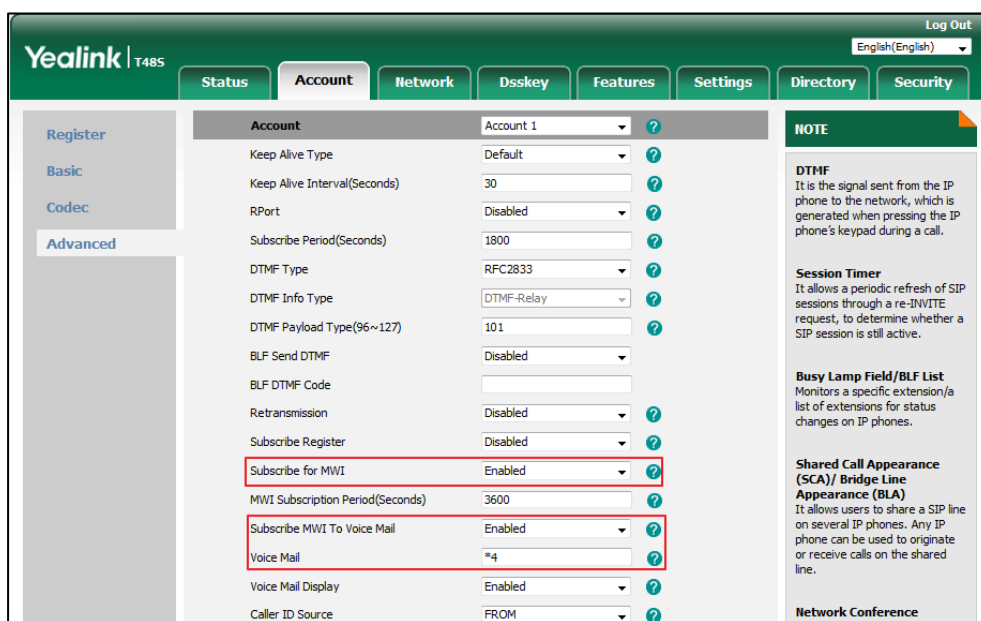 Log Out
English(English)
Yealink | T48S
Status Account Network Dsskey Features Settings Directory Security
Register
Basic
Codec
Advanced
Account Account 1
Keep Alive Type Default
Keep Alive Interval(Seconds) 30
RPort Disabled
Subscribe Period(Seconds) 1800
DTMF Type RFC2833
DTMF Info Type DTMF-Relay
DTMF Payload Type(96~127) 101
BLF Send DTMF Disabled
BLF DTMF Code
Retransmission Disabled
Subscribe Register Disabled
Subscribe for MWI Enabled
MWI Subscription Period(Seconds) 3600
Subscribe MWI To Voice Mail Enabled
Voice Mail *4
Voice Mail Display Enabled
Caller ID Source FROM
NOTE
DTMF
It is the signal sent from the IP
phone to the network, which is
generated when pressing the IP
phone's keypad during a call.
Session Timer
It allows a periodic refresh of SIP
sessions through a re-INVITE
request, to determine whether a
SIP session is still active.
Busy Lamp Field/BLF List
Monitors a specific extension/a
list of extensions for status
changes on IP phones.
Shared Call Appearance
(SCA)/ Bridge Line
Appearance (BLA)
It allows users to share a SIP line
on several IP phones. Any IP
phone can be used to originate
or receive calls on the shared
line.
Network Conference